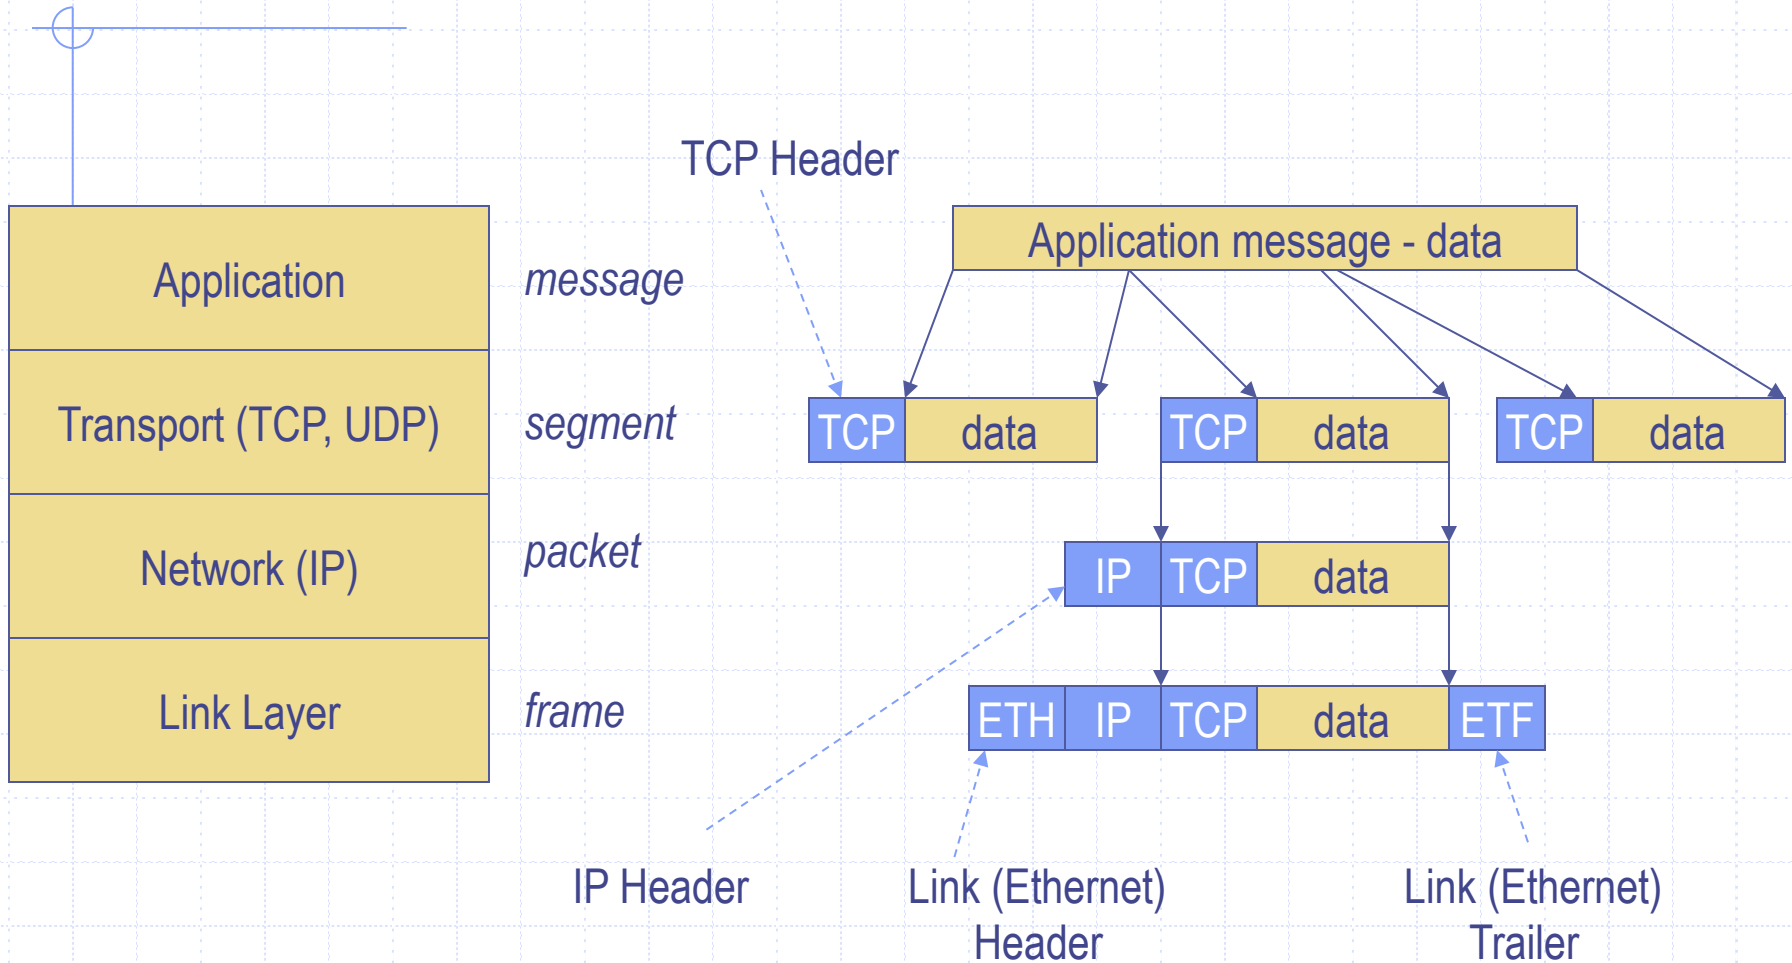 TCP Header
Application message - data
Application
message
Transport (TCP, UDP)
segment
TCP data
TCP data
TCP data
Network (IP)
packet
IP TCP data
Link Layer
frame
ETH IP TCP data ETF
IP Header
Link (Ethernet)
Header
Link (Ethernet)
Trailer